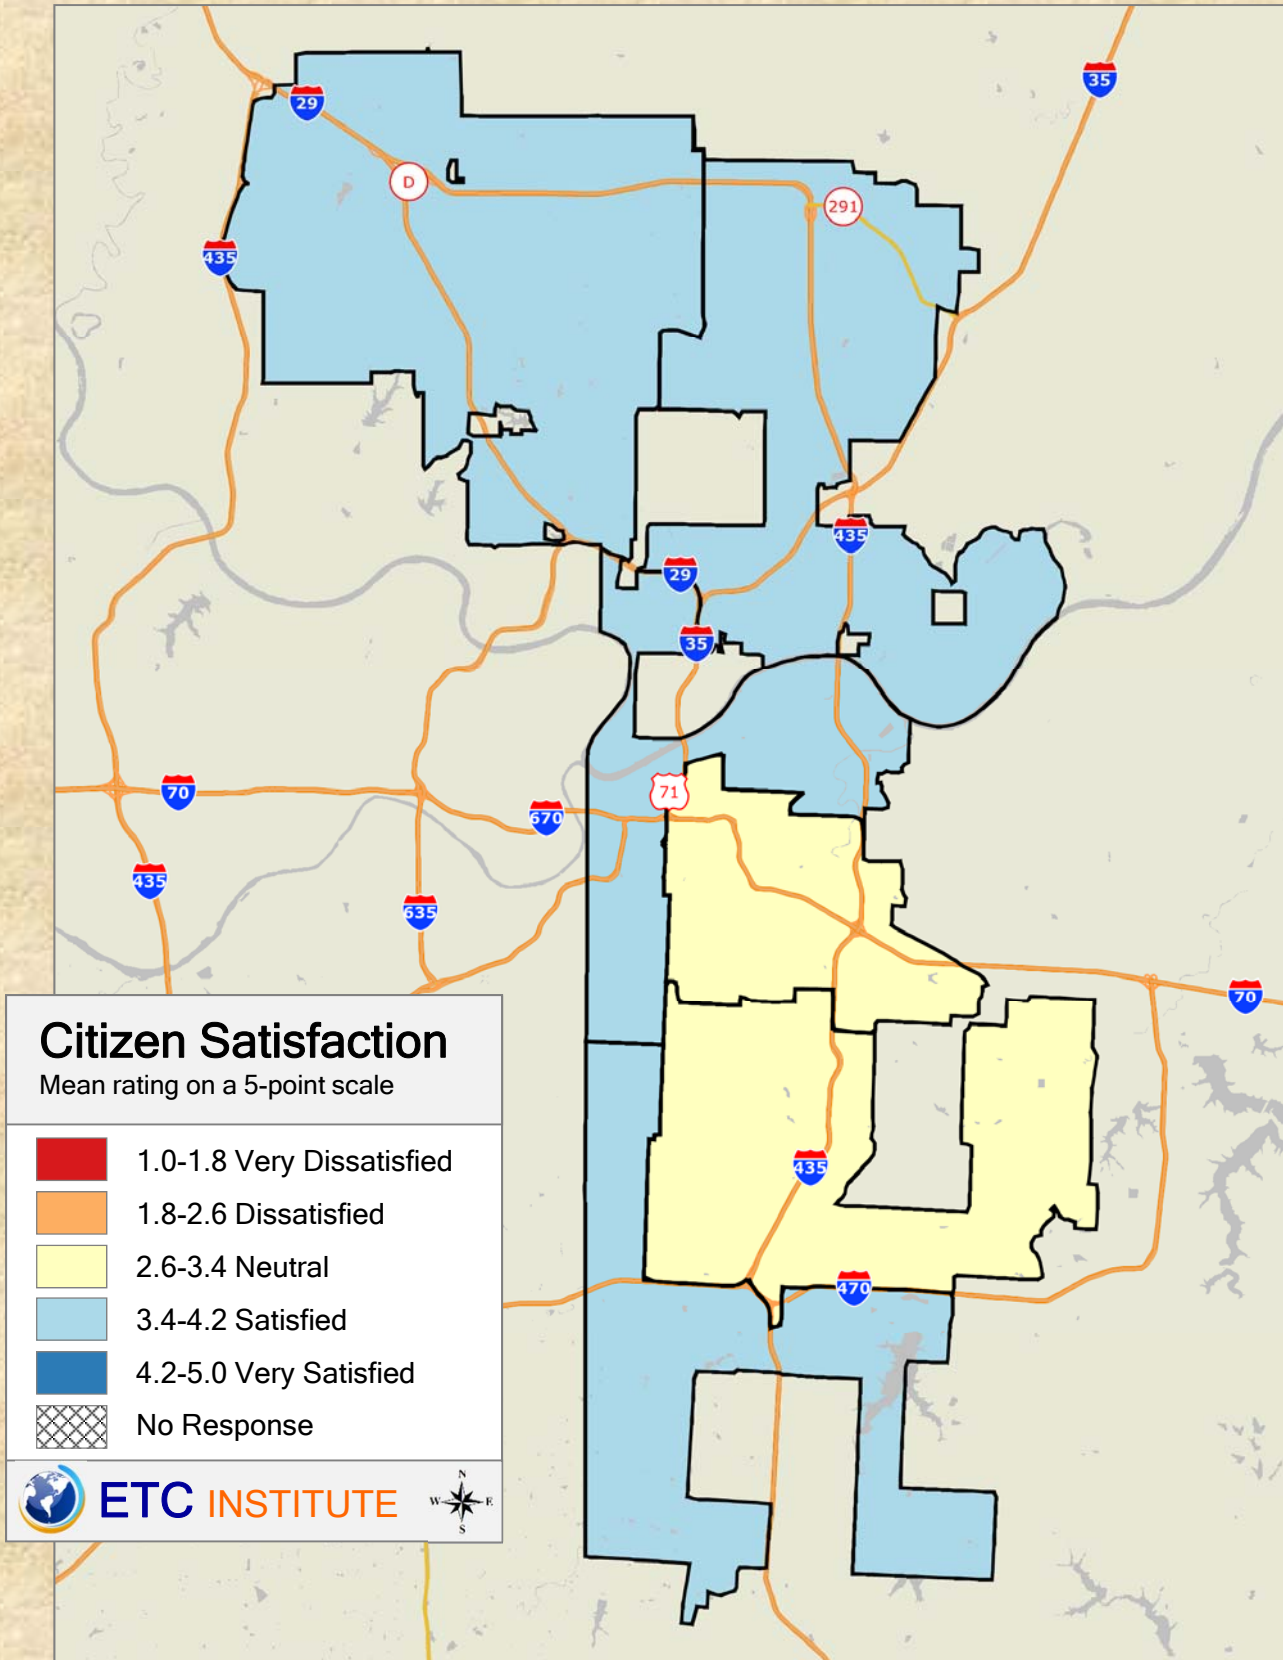 35
29
D
291
435
435
29
35
70
71
670
435
635
70
Citizen Satisfaction
Mean rating on a 5-point scale
1.0-1.8 Very Dissatisfied
1.8-2.6 Dissatisfied
2.6-3.4 Neutral
3.4-4.2 Satisfied
4.2-5.0 Very Satisfied
No Response
435
470
ETC INSTITUTE
N
W E
S